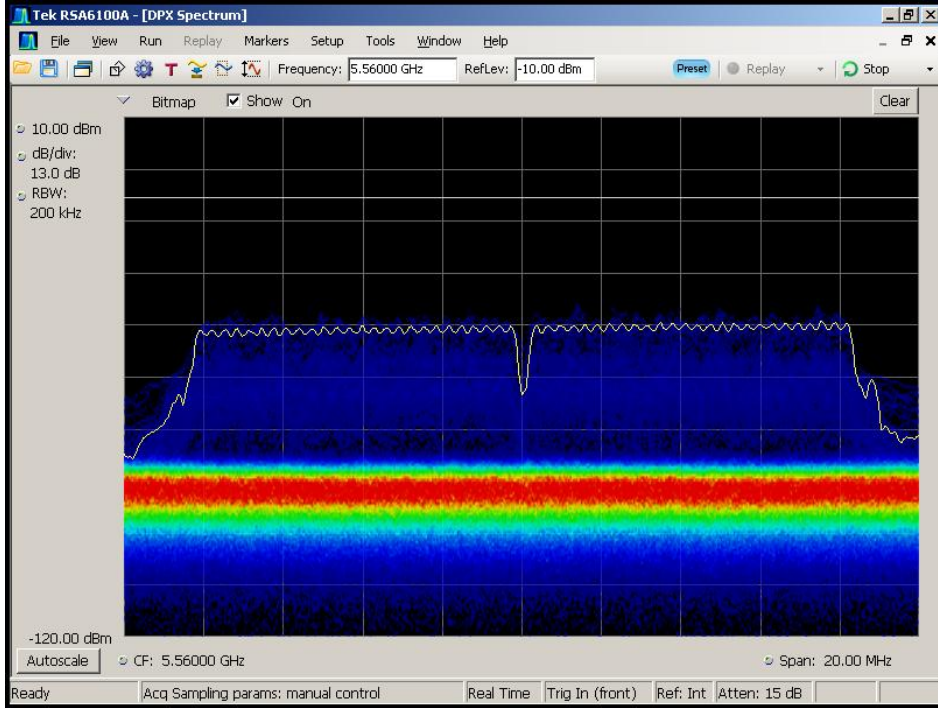 Tek RSA6100A - [DPX Spectrum]
File View Run Replay Markers Setup Tools Window Help
T Frequency: 5.56000 GHz RefLev: -10.00 dBm Preset Replay Stop
Bitmap Show On Clear
10.00 dBm
dB/div:
13.0 dB
RBW:
200 kHz
-120.00 dBm
Autoscale CF: 5.56000 GHz Span: 20.00 MHz
Ready Acq Sampling params: manual control Real Time Trig In (front) Ref: Int Atten: 15 dB